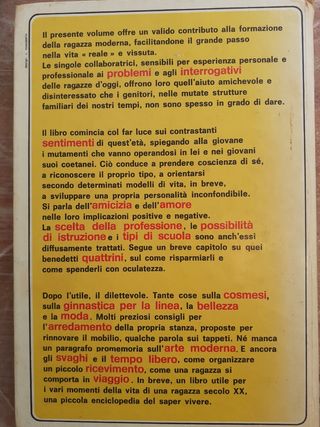 Il presente volume offre un valido contributo alla formazione
della ragazza moderna, facilitandone il grande passo
nella vita « reale » e vissuta.
Le singole collaboratrici, sensibili per esperienza personale e
professionale ai problemi e agli interrogativi
delle ragazze d'oggi, offrono loro quell'aiuto amichevole e
disinteressato che i genitori, nelle mutate strutture
familiari dei nostri tempi, non sono spesso in grado di dare.
Il libro comincia col far luce sui contrastanti
sentimenti di quest'età, spiegando alla giovane
i mutamenti che vanno operandosi in lei e nei giovani
suoi coetanei. Ciò conduce a prendere coscienza di sé,
a riconoscere il proprio tipo, a orientarsi
secondo determinati modelli di vita, in breve,
a sviluppare una propria personalità inconfondibile.
Si parla dell'amicizia e dell'amore
nelle loro implicazioni positive e negative.
La scelta della professione, le possibilità
di istruzione e i tipi di scuola sono anch'essi
diffusamente trattati. Segue un breve capitolo su quei
benedetti quattrini, sul come risparmiarli e
come spenderli con oculatezza.
Dopo l'utile, il dilettevole. Tante cose sulla cosmesi,
sulla ginnastica per la linea, la bellezza
e la moda. Molti preziosi consigli per
l'arredamento della propria stanza, proposte per
rinnovare il mobilio, qualche parola sui tappeti. Né manca
un paragrafo promemoria sull'arte moderna. E ancora
gli svaghi e il tempo libero, come organizzare
un piccolo ricevimento, come una ragazza si
comporta in viaggio. In breve, un libro utile per
i vari momenti della vita di una ragazza secolo XX,
una piccola enciclopedia del saper vivere.